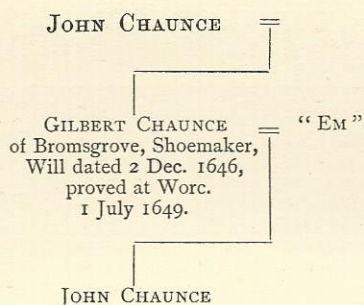 JOHN CHAUNCE =
GILBERT CHAUNCE = "EM"
of Bromsgrove, Shoemaker,
Will dated 2 Dec. 1646,
proved at Worc.
1 July 1649.
JOHN CHAUNCE